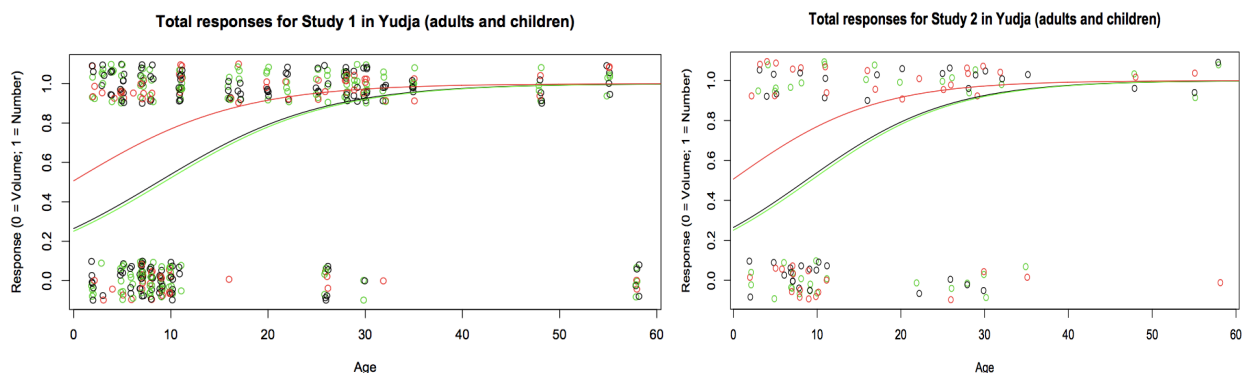 Total responses for Study 1 in Yudja (adults and children)
Response (0 = Volume; 1 = Number)
1.0
0.8
0.6
0.4
0.2
0.0
0 10 20 30 40 50 60
Age
Total responses for Study 2 in Yudja (adults and children)
Response (0 = Volume; 1 = Number)
1.0
0.8
0.6
0.4
0.2
0.0
0 10 20 30 40 50 60
Age